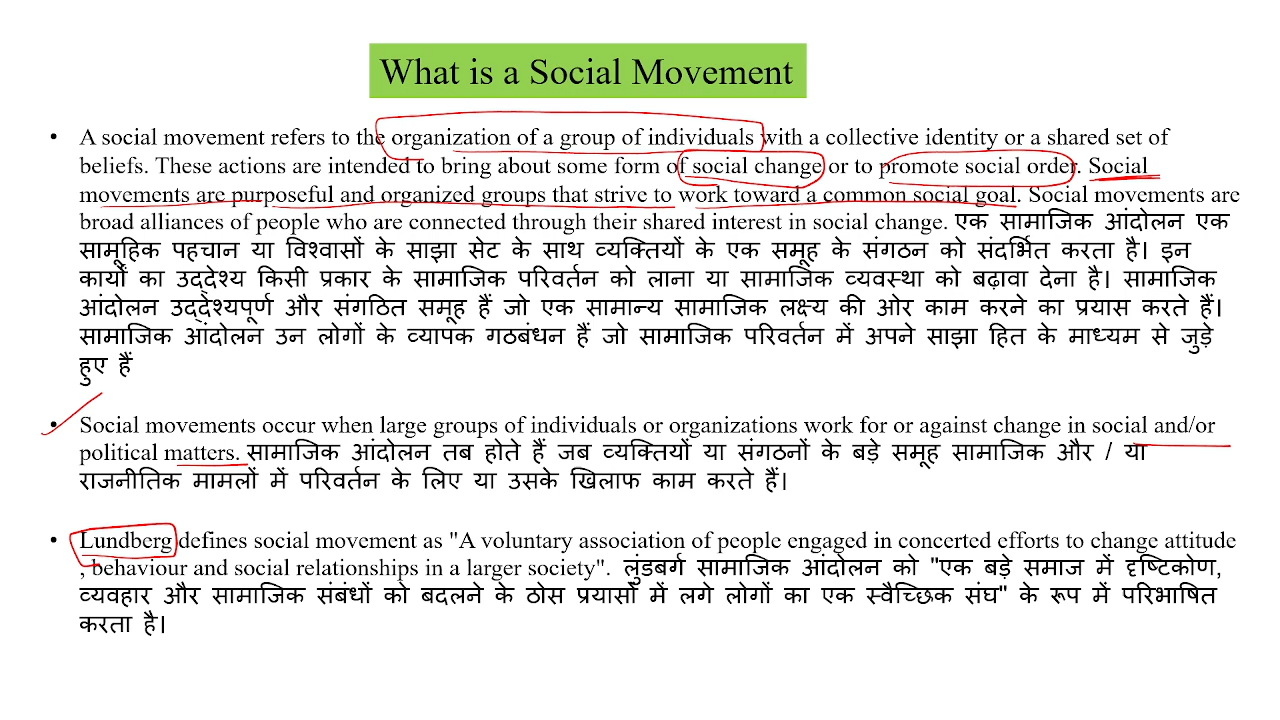 What is a Social Movement
• A social movement refers to the organization of a group of individuals with a collective identity or a shared set of
beliefs. These actions are intended to bring about some form of social change or to promote social order. Social
movements are purposeful and organized groups that strive to work toward a common social goal. Social movements are
broad alliances of people who are connected through their shared interest in social change. एक सामाजिक आंदोलन एक
सामूहिक पहचान या विश्वासों के साझा सेट के साथ व्यक्तियों के एक समूह के संगठन को संदर्भित करता है। इन
कार्यों का उद्देश्य किसी प्रकार के सामाजिक परिवर्तन को लाना या सामाजिक व्यवस्था को बढ़ावा देना है। सामाजिक
आंदोलन उद्देश्यपूर्ण और संगठित समूह हैं जो एक सामान्य सामाजिक लक्ष्य की ओर काम करने का प्रयास करते हैं।
सामाजिक आंदोलन उन लोगों के व्यापक गठबंधन हैं जो सामाजिक परिवर्तन में अपने साझा हित के माध्यम से जुड़े
हुए हैं
• Social movements occur when large groups of individuals or organizations work for or against change in social and/or
political matters. सामाजिक आंदोलन तब होते हैं जब व्यक्तियों या संगठनों के बड़े समूह सामाजिक और / या
राजनीतिक मामलों में परिवर्तन के लिए या उसके खिलाफ काम करते हैं।
• Lundberg defines social movement as "A voluntary association of people engaged in concerted efforts to change attitude
, behaviour and social relationships in a larger society". लुंडबर्ग सामाजिक आंदोलन को "एक बड़े समाज में दृष्टिकोण,
व्यवहार और सामाजिक संबंधों को बदलने के ठोस प्रयासों में लगे लोगों का एक स्वैच्छिक संघ" के रूप में परिभाषित
करता है।